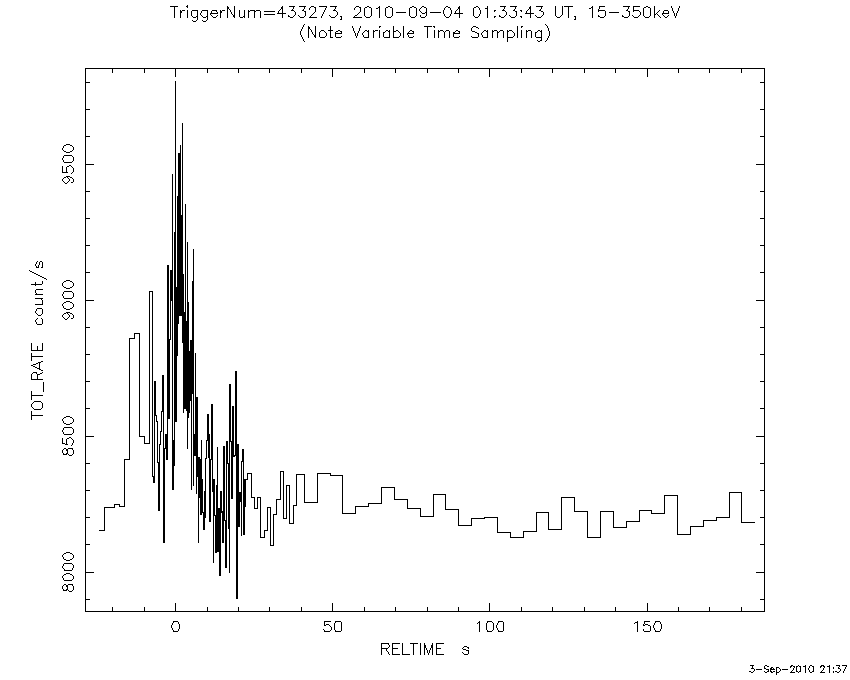 TriggerNum=433273, 2010-09-04 01:33:43 UT, 15-350keV
(Note Variable Time Sampling)
9500
9000
8500
8000
TOT_RATE count/s
0 50 100 150
RELTIME s
3-Sep-2010 21:37